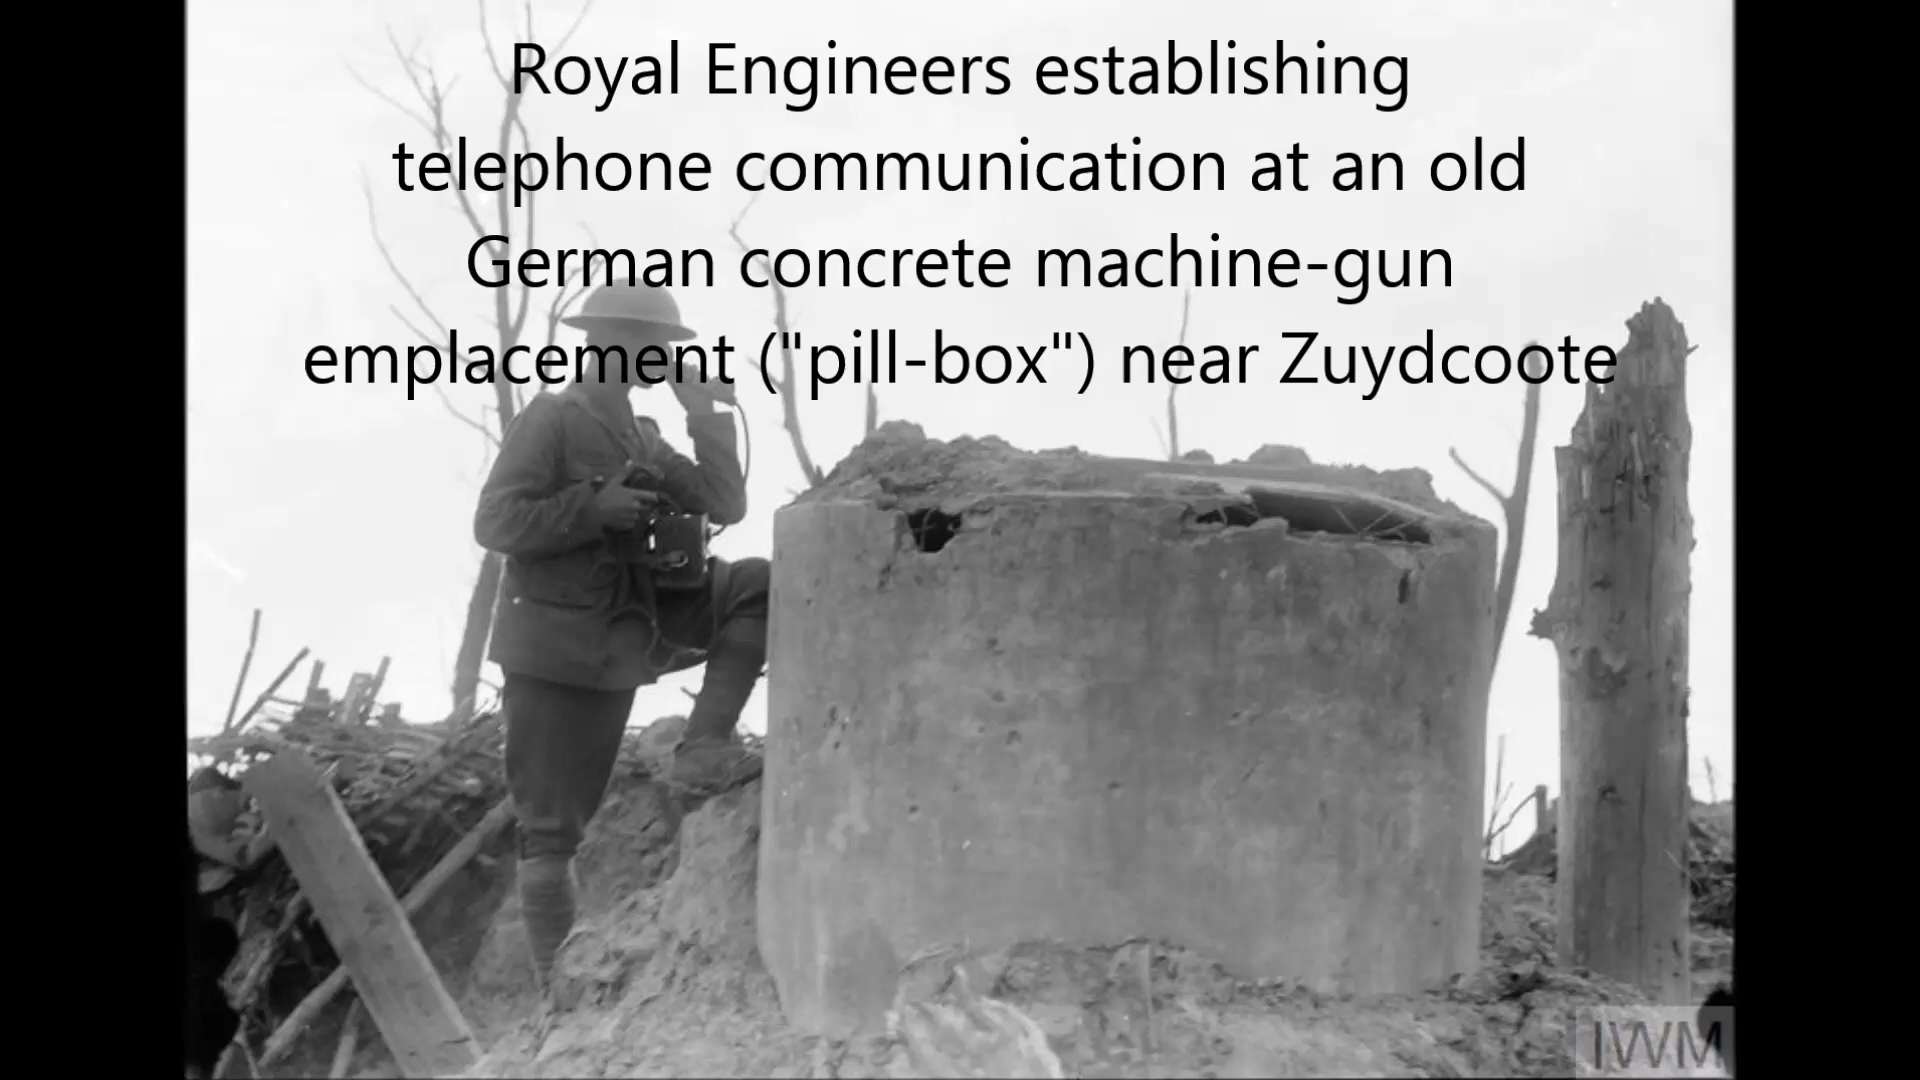 Royal Engineers establishing
telephone communication at an old
German concrete machine-gun
emplacement ("pill-box") near Zuydcoote
IWM